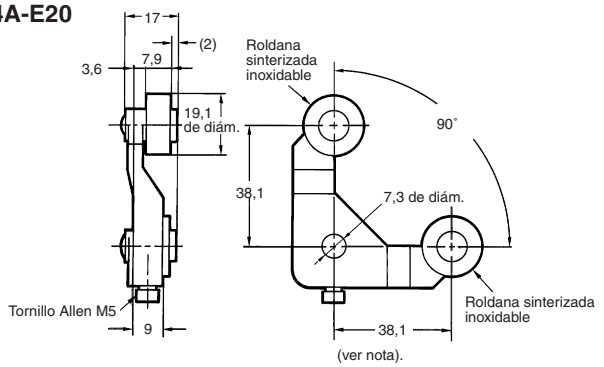 4A-E20
17
(2)
7,9
3,6
19,1
de diám.
Roldana
sinterizada
inoxidable
90°
38,1
7,3 de diám.
Tornillo Allen M5
9
Roldana sinterizada
inoxidable
38,1
(ver nota).